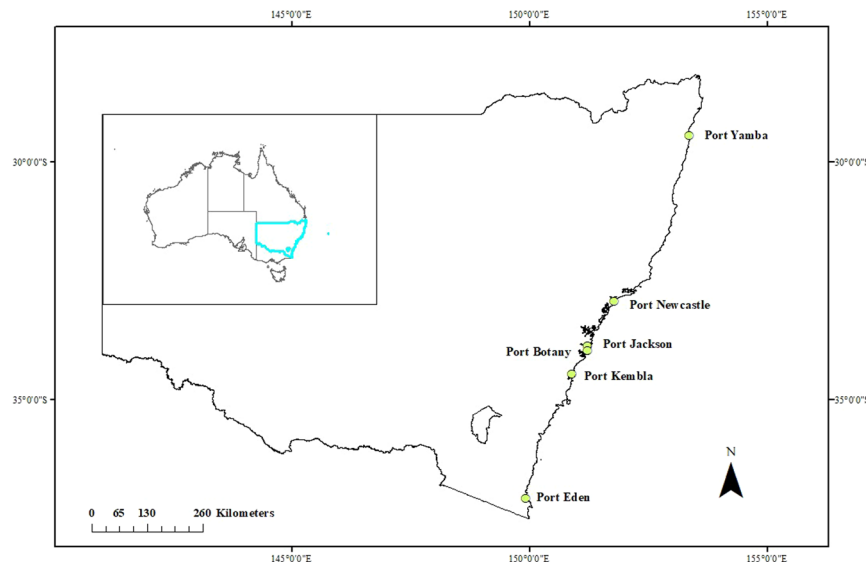 145°0'0"E 150°0'0"E 155°0'0"E
Port Yamba
30°0'0"S 30°0'0"S
Port Newcastle
Port Jackson
Port Botany
Port Kembla
35°0'0"S 35°0'0"S
N
Port Eden
0 65 130 260 Kilometers
145°0'0"E 150°0'0"E 155°0'0"E